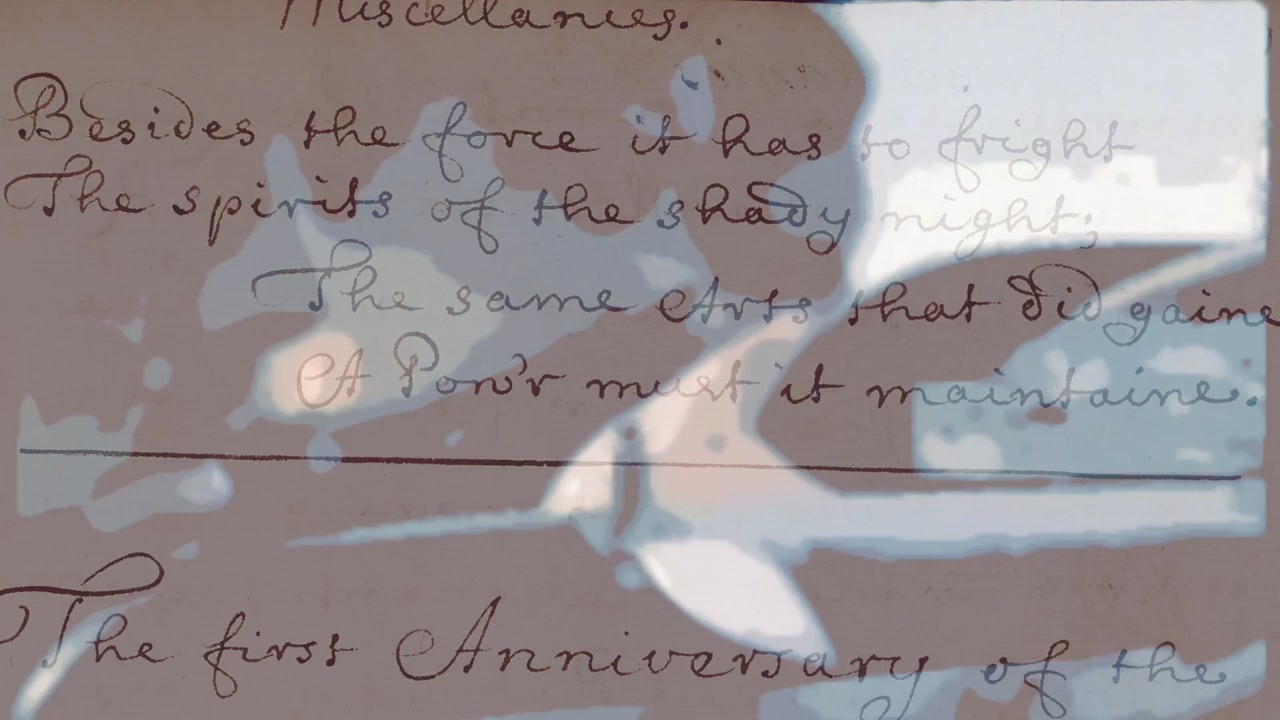 Miscellanies.
Besides the force it has to fright
The spirits of the shady night;
The same Arts that did gaine
A Pow'r must it maintaine.
The first Anniversary of the